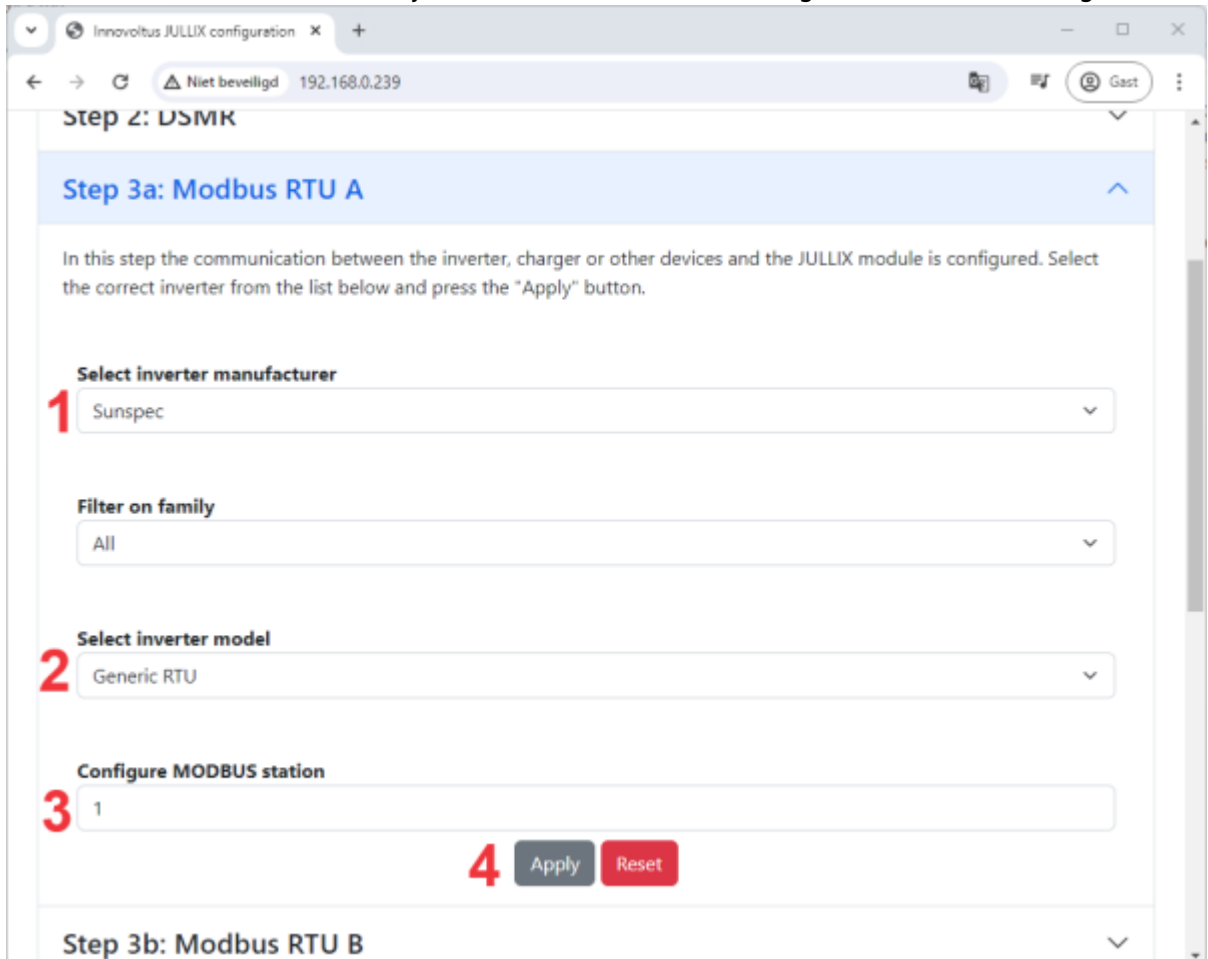 Innovoltus JULLIX configuration
Niet beveiligd 192.168.0.239
Gast
Step 2: DSMR
Step 3a: Modbus RTU A
In this step the communication between the inverter, charger or other devices and the JULLIX module is configured. Select
the correct inverter from the list below and press the "Apply" button.
Select inverter manufacturer
1 Sunspec
Filter on family
All
Select inverter model
2 Generic RTU
Configure MODBUS station
3 1
4 Apply Reset
Step 3b: Modbus RTU B